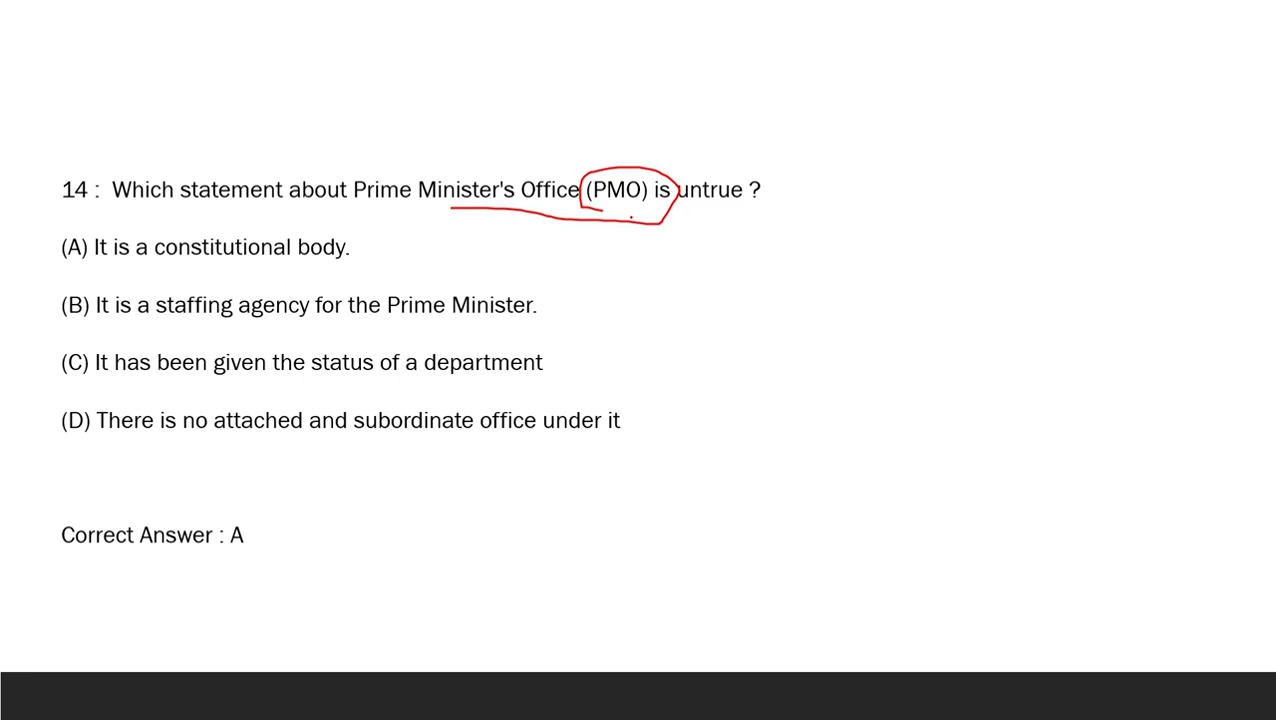 14 :  Which statement about Prime Minister's Office (PMO) is untrue ?
(A) It is a constitutional body.
(B) It is a staffing agency for the Prime Minister.
(C) It has been given the status of a department
(D) There is no attached and subordinate office under it
Correct Answer : A